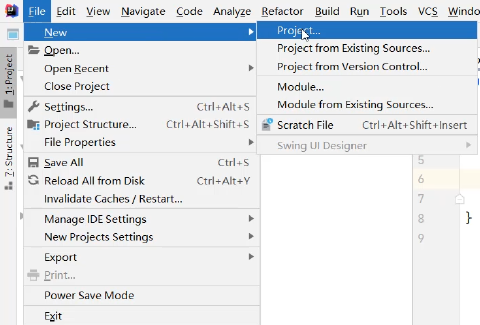 File Edit View Navigate Code Analyze Refactor Build Run Tools VCS Windo
New
Open...
Open Recent
Close Project
Settings... Ctrl+Alt+S
Project Structure... Ctrl+Alt+Shift+S
File Properties
Save All Ctrl+S
Reload All from Disk Ctrl+Alt+Y
Invalidate Caches / Restart...
Manage IDE Settings
New Projects Settings
Export
Print...
Power Save Mode
Exit
Project...
Project from Existing Sources...
Project from Version Control...
Module...
Module from Existing Sources...
Scratch File Ctrl+Alt+Shift+Insert
Swing UI Designer
1: Project
7: Structure
5
6
7
8 }
9